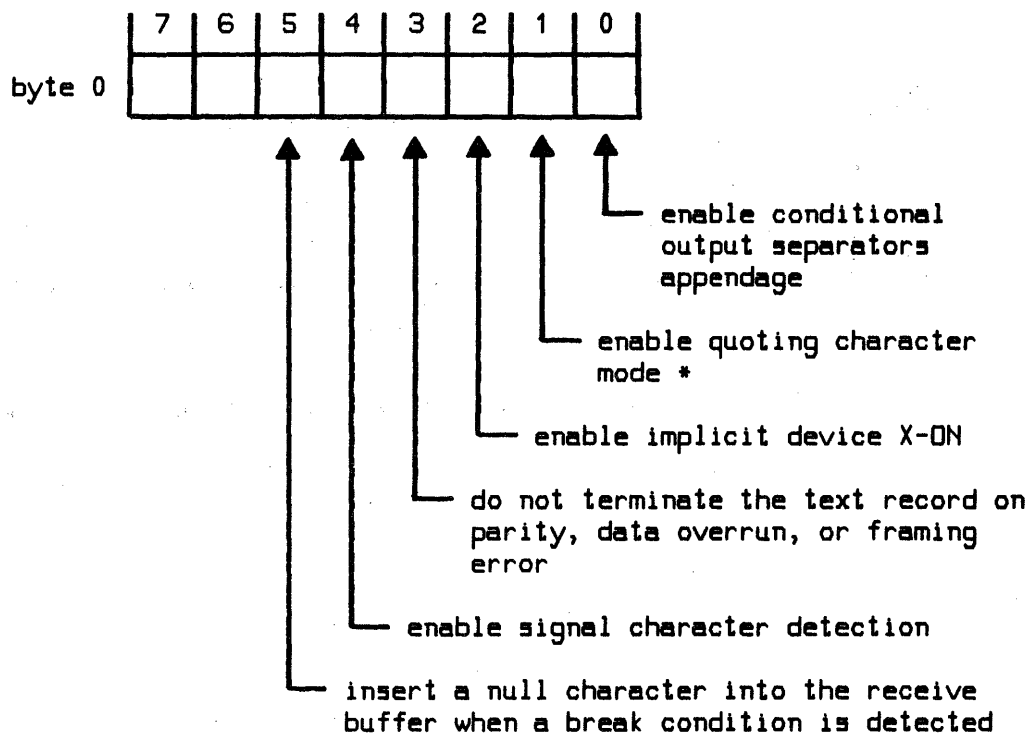 7 6 5 4 3 2 1 0
byte 0
enable conditional
output separators
appendage
enable quoting character
mode *
enable implicit device X-ON
do not terminate the text record on
parity, data overrun, or framing
error
enable signal character detection
insert a null character into the receive
buffer when a break condition is detected